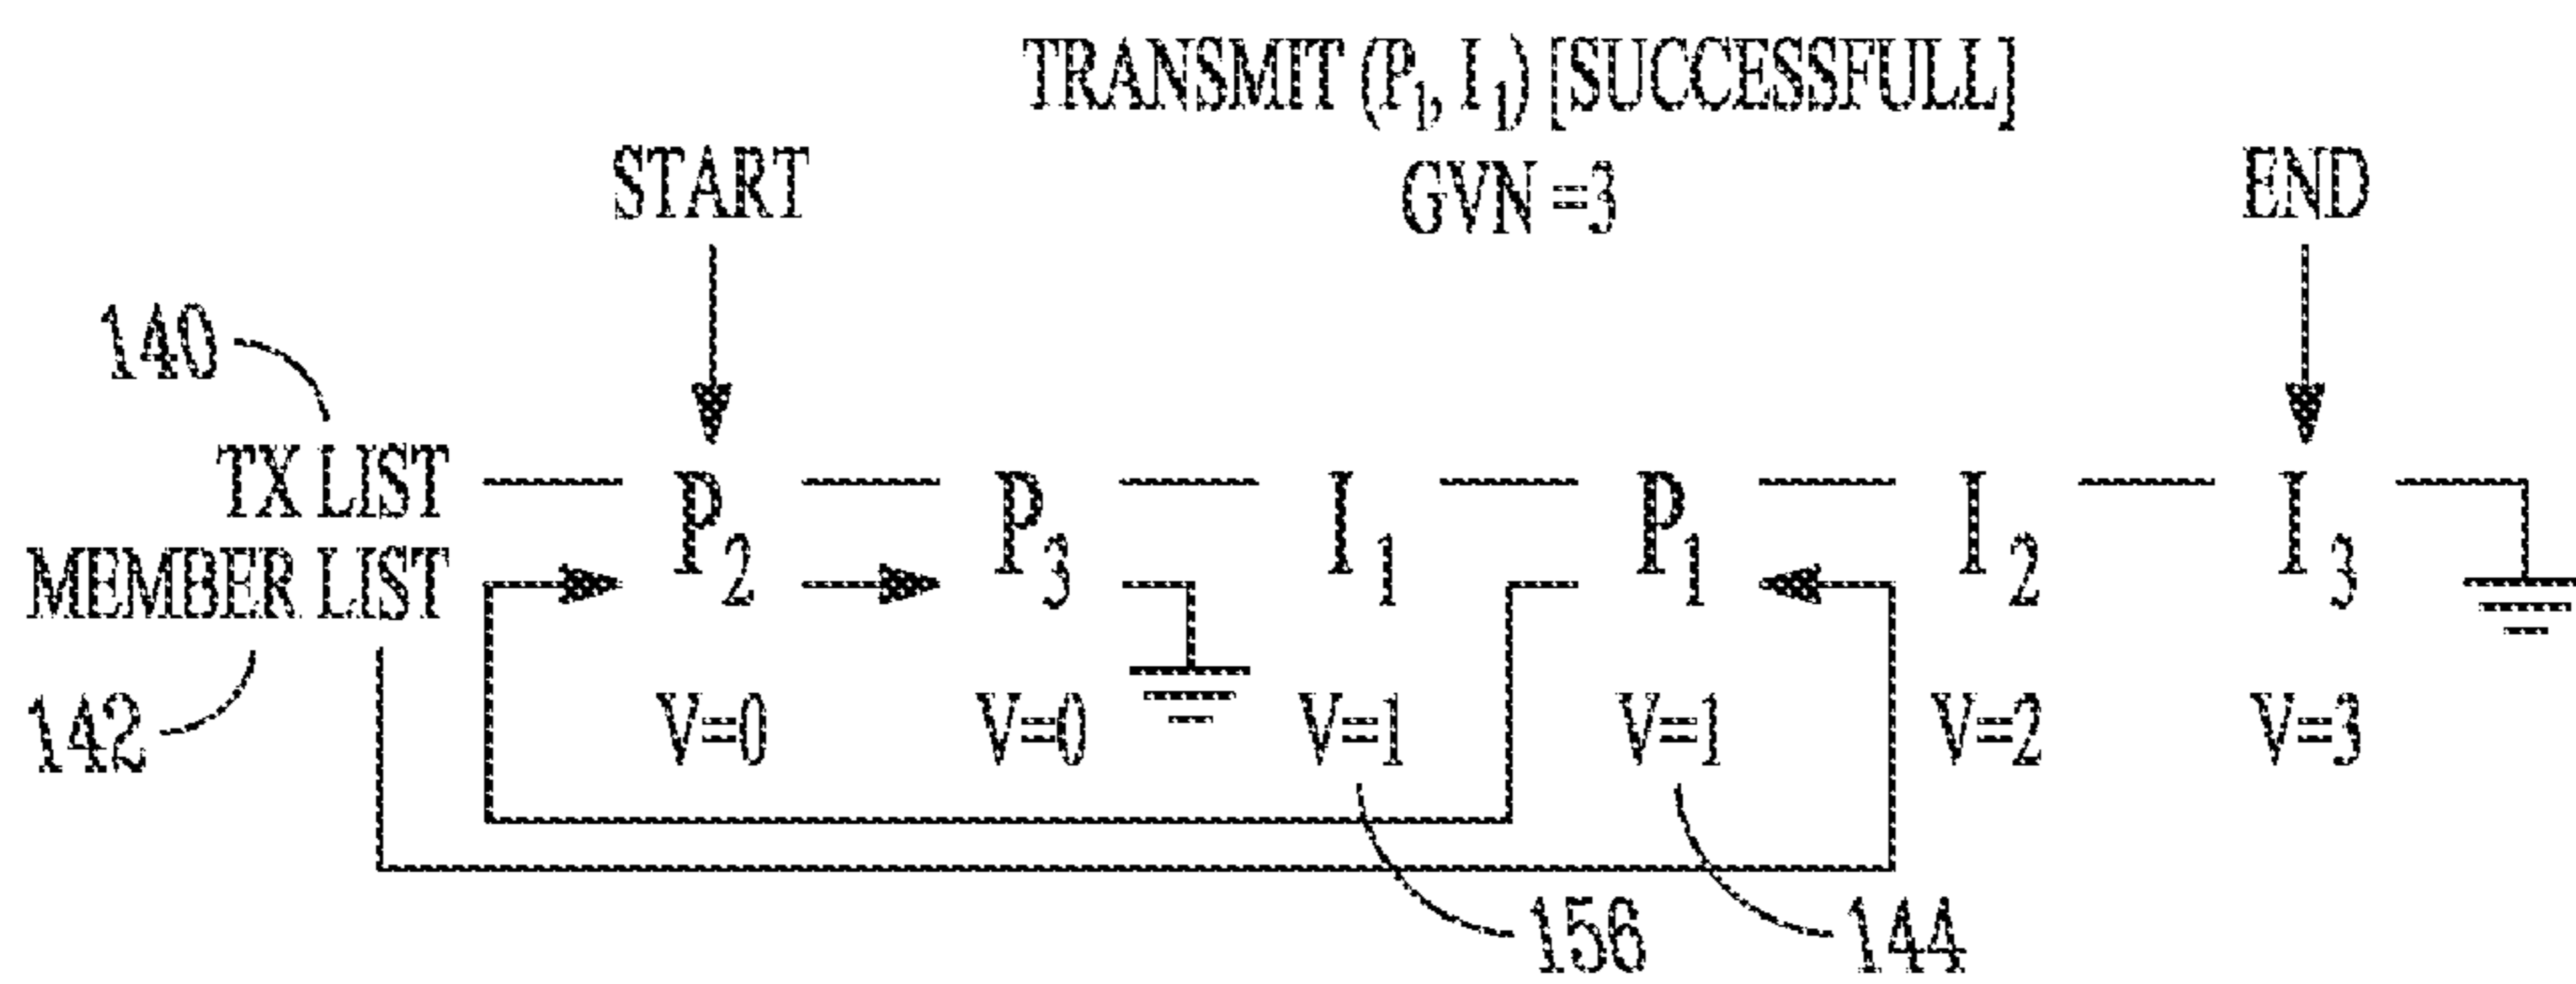 TRANSMIT (P1, I1) [SUCCESSFULL]
START GVN =3 END
140
TX LIST P2 P3 I1 P1 I2 I3
MEMBER LIST
142 V=0 V=0 V=1 V=1 V=2 V=3
156 144